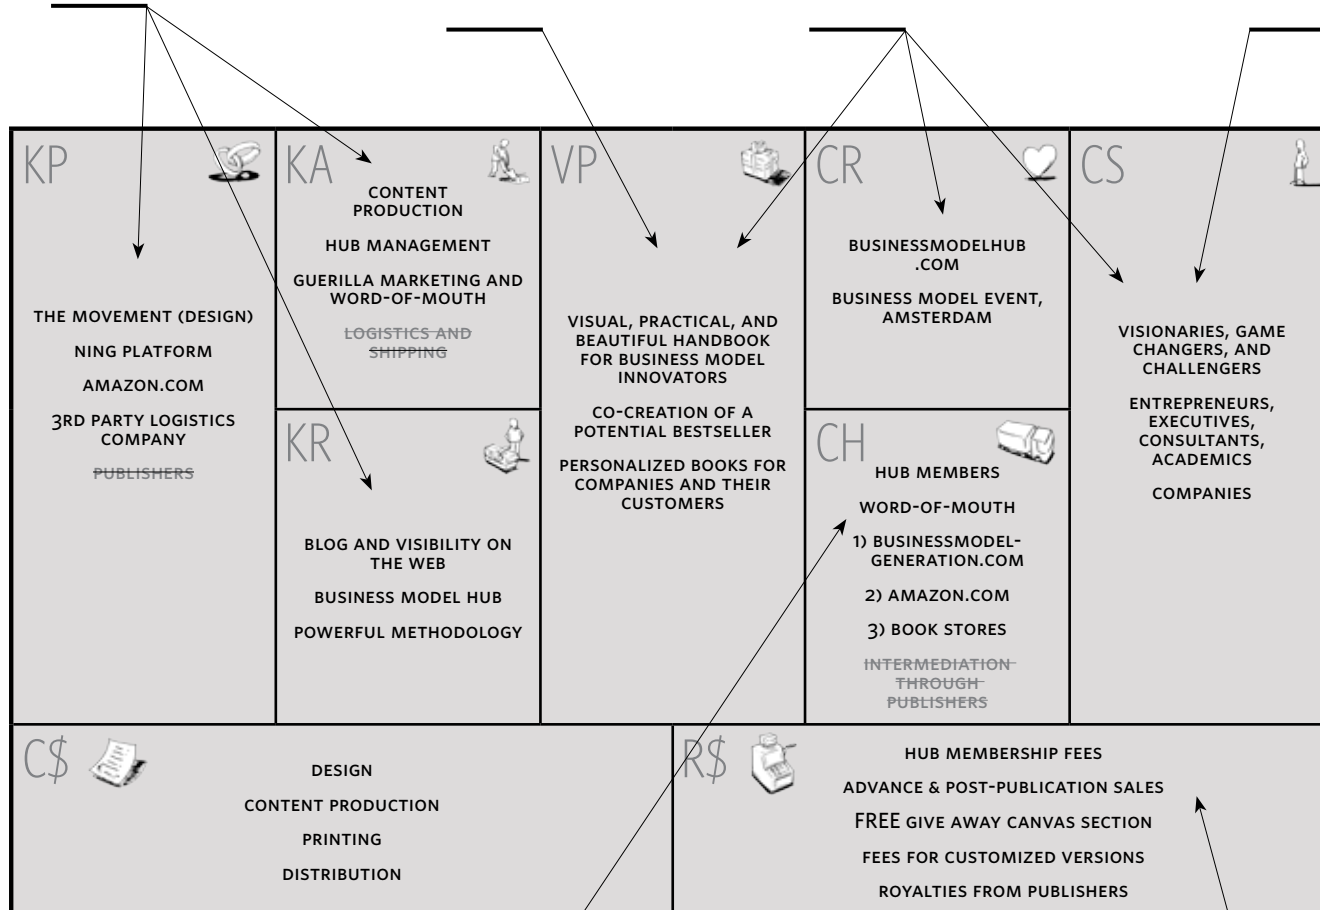 KP
THE MOVEMENT (DESIGN)
NING PLATFORM
AMAZON.COM
3RD PARTY LOGISTICS
COMPANY
PUBLISHERS
KA
CONTENT
PRODUCTION
HUB MANAGEMENT
GUERILLA MARKETING AND
WORD-OF-MOUTH
LOGISTICS AND
SHIPPING
KR
BLOG AND VISIBILITY ON
THE WEB
BUSINESS MODEL HUB
POWERFUL METHODOLOGY
VP
VISUAL, PRACTICAL, AND
BEAUTIFUL HANDBOOK
FOR BUSINESS MODEL
INNOVATORS
CO-CREATION OF A
POTENTIAL BESTSELLER
PERSONALIZED BOOKS FOR
COMPANIES AND THEIR
CUSTOMERS
CR
BUSINESSMODELHUB
.COM
BUSINESS MODEL EVENT,
AMSTERDAM
CH
HUB MEMBERS
WORD-OF-MOUTH
1) BUSINESSMODEL-
GENERATION.COM
2) AMAZON.COM
3) BOOK STORES
INTERMEDIATION
THROUGH
PUBLISHERS
CS
VISIONARIES, GAME
CHANGERS, AND
CHALLENGERS
ENTREPRENEURS,
EXECUTIVES,
CONSULTANTS,
ACADEMICS
COMPANIES
C$
DESIGN
CONTENT PRODUCTION
PRINTING
DISTRIBUTION
R$
HUB MEMBERSHIP FEES
ADVANCE & POST-PUBLICATION SALES
FREE GIVE AWAY CANVAS SECTION
FEES FOR CUSTOMIZED VERSIONS
ROYALTIES FROM PUBLISHERS